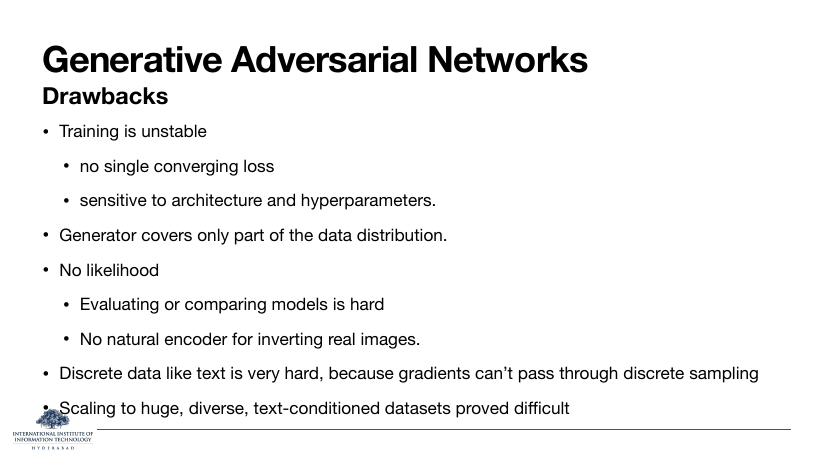 Generative Adversarial Networks
Drawbacks
• Training is unstable
• no single converging loss
• sensitive to architecture and hyperparameters.
• Generator covers only part of the data distribution.
• No likelihood
• Evaluating or comparing models is hard
• No natural encoder for inverting real images.
• Discrete data like text is very hard, because gradients can’t pass through discrete sampling
• Scaling to huge, diverse, text-conditioned datasets proved difficult
INTERNATIONAL INSTITUTE OF
INFORMATION TECHNOLOGY
HYDERABAD